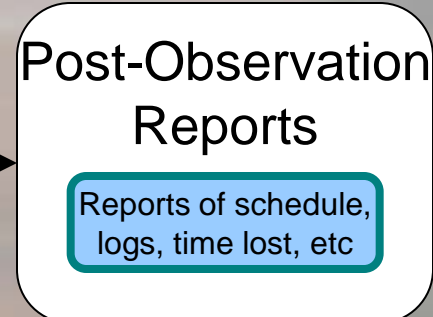 Post-Observation
Reports
Reports of schedule,
logs, time lost, etc